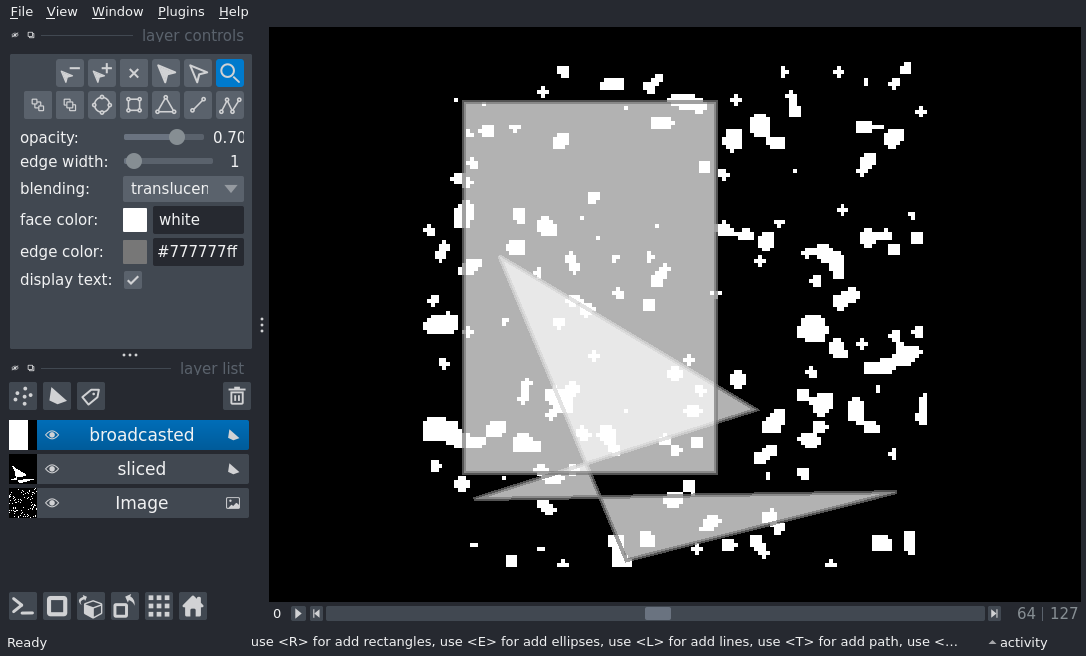 File View Window Plugins Help
layer controls
opacity: 0.70
edge width: 1
blending: translucen
face color: white
edge color: #777777ff
display text:
layer list
broadcasted
sliced
Image
0 64 127
Ready use <R> for add rectangles, use <E> for add ellipses, use <L> for add lines, use <T> for add path, use <... activity